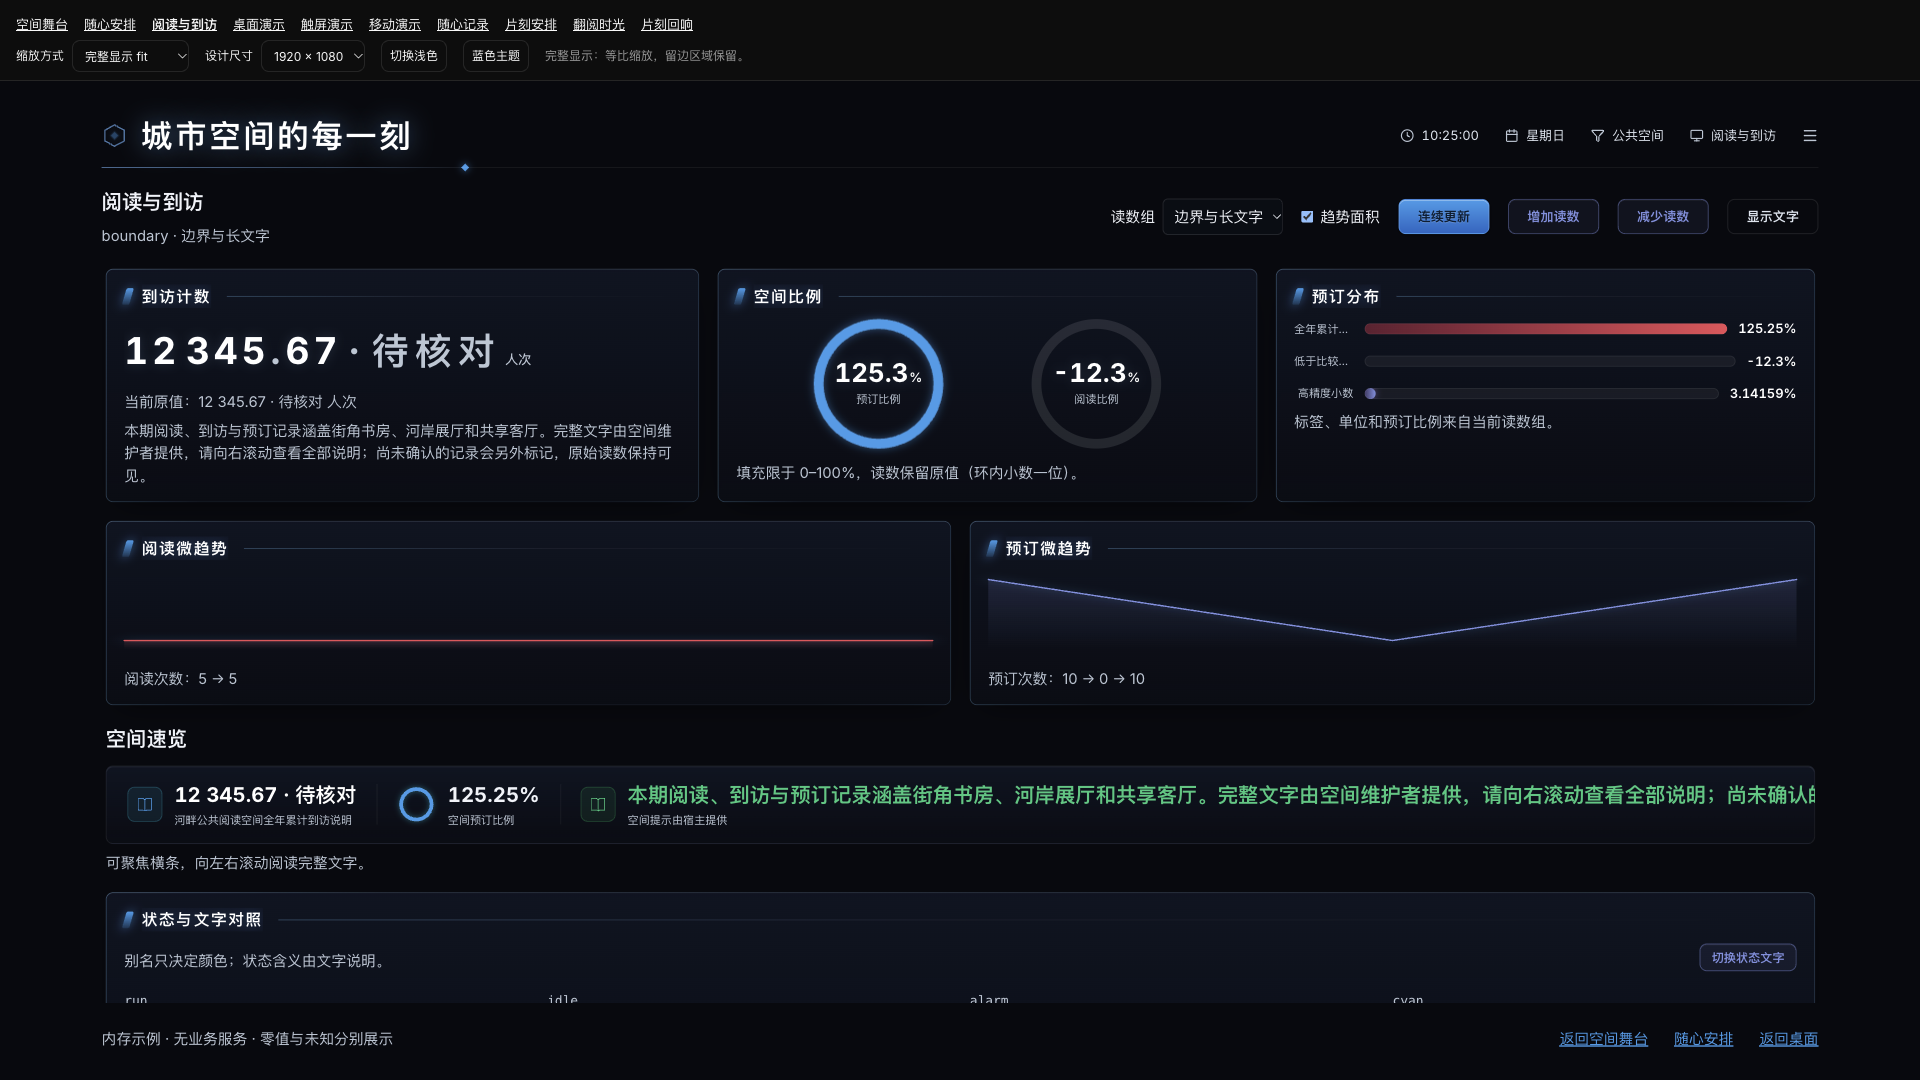 空间舞台 随心安排 阅读与到访 桌面演示 触屏演示 移动演示 随心记录 片刻安排 翻阅时光 片刻回响
缩放方式 完整显示 fit 设计尺寸 1920 × 1080 切换浅色 蓝色主题 完整显示：等比缩放，留边区域保留。
城市空间的每一刻
10:25:00 星期日 公共空间 阅读与到访
阅读与到访
boundary · 边界与长文字
读数组 边界与长文字 趋势面积 连续更新 增加读数 减少读数 显示文字
到访计数
12 345.67 · 待核对 人次
当前原值：12 345.67 · 待核对 人次
本期阅读、到访与预订记录涵盖街角书房、河岸展厅和共享客厅。完整文字由空间维
护者提供，请向右滚动查看全部说明；尚未确认的记录会另外标记，原始读数保持可
见。
空间比例
125.3%
预订比例
-12.3%
阅读比例
填充限于 0–100%，读数保留原值（环内小数一位）。
预订分布
全年累计... 125.25%
低于比较... -12.3%
高精度小数 3.14159%
标签、单位和预订比例来自当前读数组。
阅读微趋势
阅读次数：5 → 5
预订微趋势
预订次数：10 → 0 → 10
空间速览
12 345.67 · 待核对
河畔公共阅读空间全年累计到访说明
125.25%
空间预订比例
本期阅读、到访与预订记录涵盖街角书房、河岸展厅和共享客厅。完整文字由空间维护者提供，请向右滚动查看全部说明；尚未确认的
空间提示由宿主提供
可聚焦横条，向左右滚动阅读完整文字。
状态与文字对照
别名只决定颜色；状态含义由文字说明。
切换状态文字
run idle alarm cyan
内存示例 · 无业务服务 · 零值与未知分别展示
返回空间舞台 随心安排 返回桌面